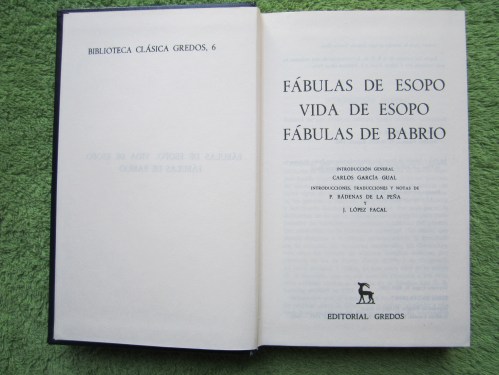 BIBLIOTECA CLÁSICA GREDOS, 6
FÁBULAS DE ESOPO
VIDA DE ESOPO
FÁBULAS DE BABRIO
INTRODUCCIÓN GENERAL
CARLOS GARCÍA GUAL
INTRODUCCIONES, TRADUCCIONES Y NOTAS DE
P. BÁDENAS DE LA PEÑA
Y
J. LÓPEZ FACAL
EDITORIAL GREDOS